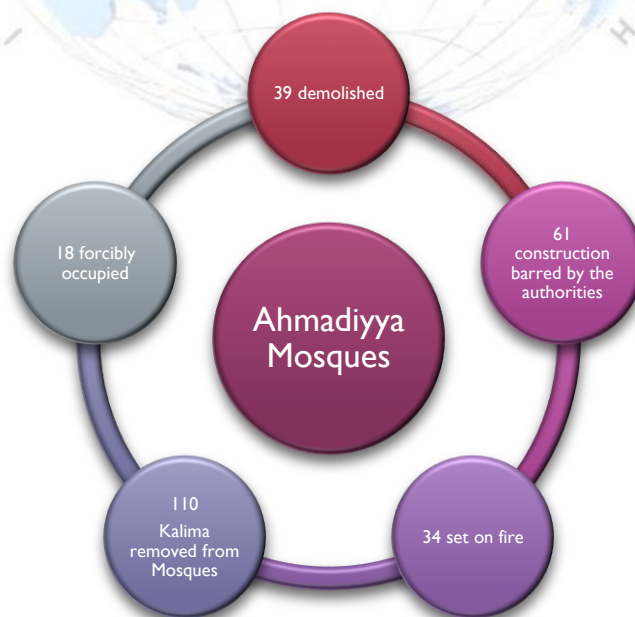 39 demolished
61
construction
barred by the
authorities
34 set on fire
110
Kalima
removed from
Mosques
18 forcibly
occupied
Ahmadiyya
Mosques